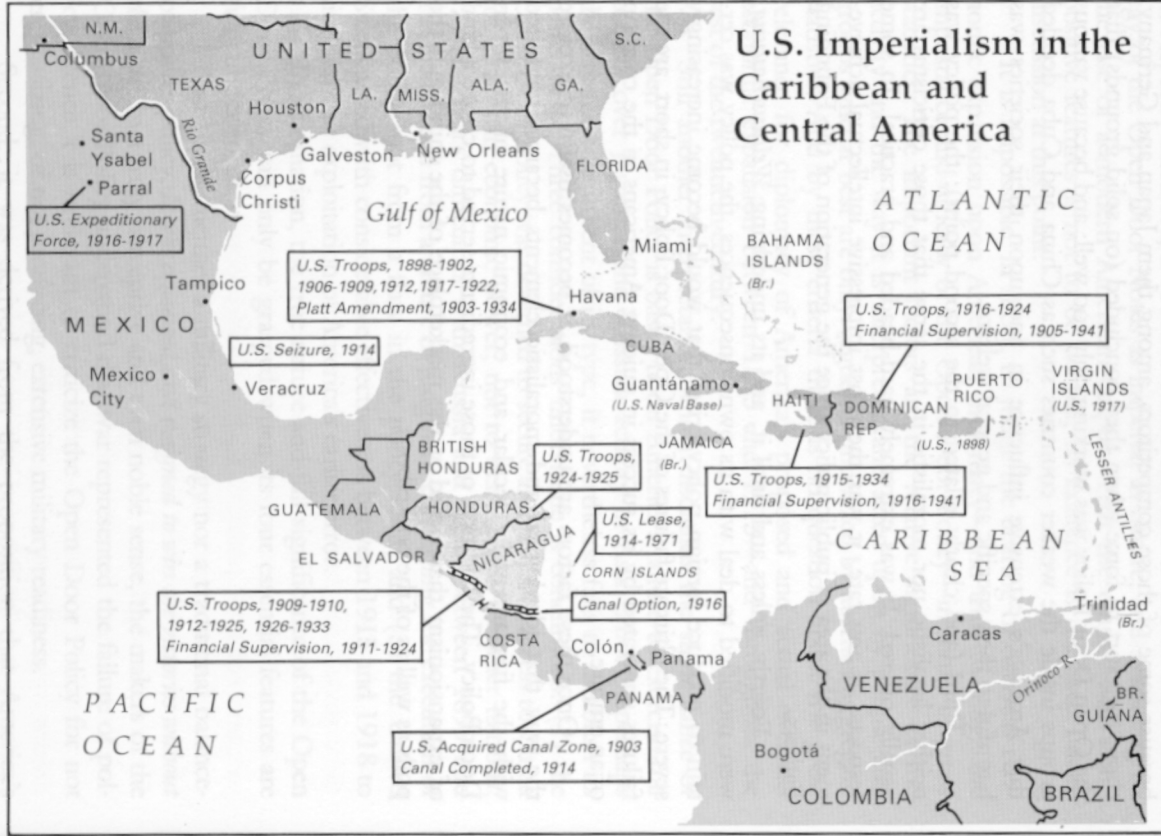 U.S. Imperialism in the
Caribbean and
Central America
N.M.
Columbus
UNITED STATES
S.C.
TEXAS
LA.
MISS.
ALA.
GA.
Houston
Galveston
New Orleans
Rio Grande
Santa
Ysabel
Parral
Corpus
Christi
FLORIDA
U.S. Expeditionary
Force, 1916-1917
Gulf of Mexico
ATLANTIC
OCEAN
Miami
BAHAMA
ISLANDS
(Br.)
Tampico
U.S. Troops, 1898-1902,
1906-1909,1912,1917-1922,
Platt Amendment, 1903-1934
Havana
U.S. Troops, 1916-1924
Financial Supervision, 1905-1941
MEXICO
U.S. Seizure, 1914
CUBA
Mexico
City
Veracruz
Guantánamo
(U.S. Naval Base)
HAITI
DOMINICAN
REP.
PUERTO
RICO
(U.S., 1898)
VIRGIN
ISLANDS
(U.S., 1917)
JAMAICA
(Br.)
LESSER ANTILLES
BRITISH
HONDURAS
U.S. Troops,
1924-1925
U.S. Troops, 1915-1934
Financial Supervision, 1916-1941
GUATEMALA
HONDURAS
EL SALVADOR
NICARAGUA
U.S. Lease,
1914-1971
CORN ISLANDS
CARIBBEAN
SEA
U.S. Troops, 1909-1910,
1912-1925, 1926-1933
Financial Supervision, 1911-1924
Canal Option, 1916
COSTA
RICA
Colón
Panama
PANAMA
Caracas
Trinidad
(Br.)
VENEZUELA
Orinoco R.
BR.
GUIANA
PACIFIC
OCEAN
U.S. Acquired Canal Zone, 1903
Canal Completed, 1914
Bogotá
COLOMBIA
BRAZIL